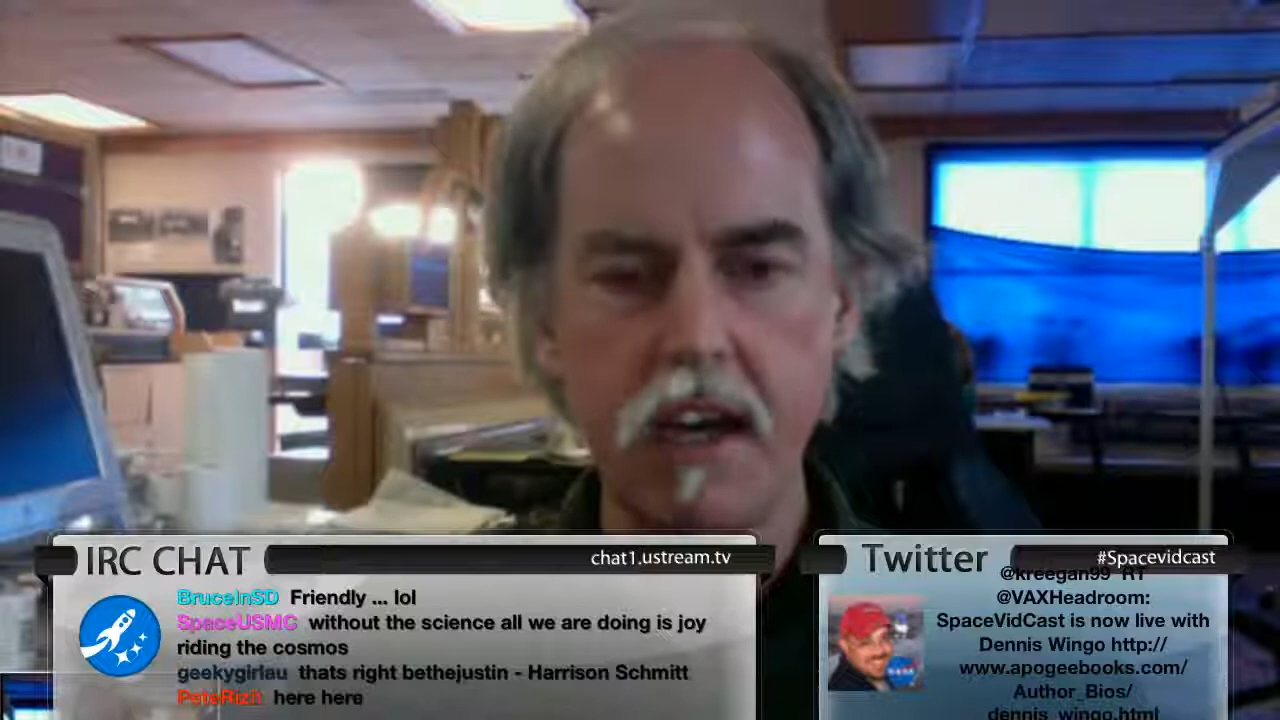 IRC CHAT
chat1.ustream.tv
BruceInSD Friendly ... lol
SpaceUSMC without the science all we are doing is joy
riding the cosmos
geekygirlau thats right bethejustin - Harrison Schmitt
PeteRizit here here
Twitter
#Spacevidcast
@kreegan99 RT
@VAXHeadroom:
SpaceVidCast is now live with
Dennis Wingo http://
www.apogeebooks.com/
Author_Bios/
dennis_wingo.html